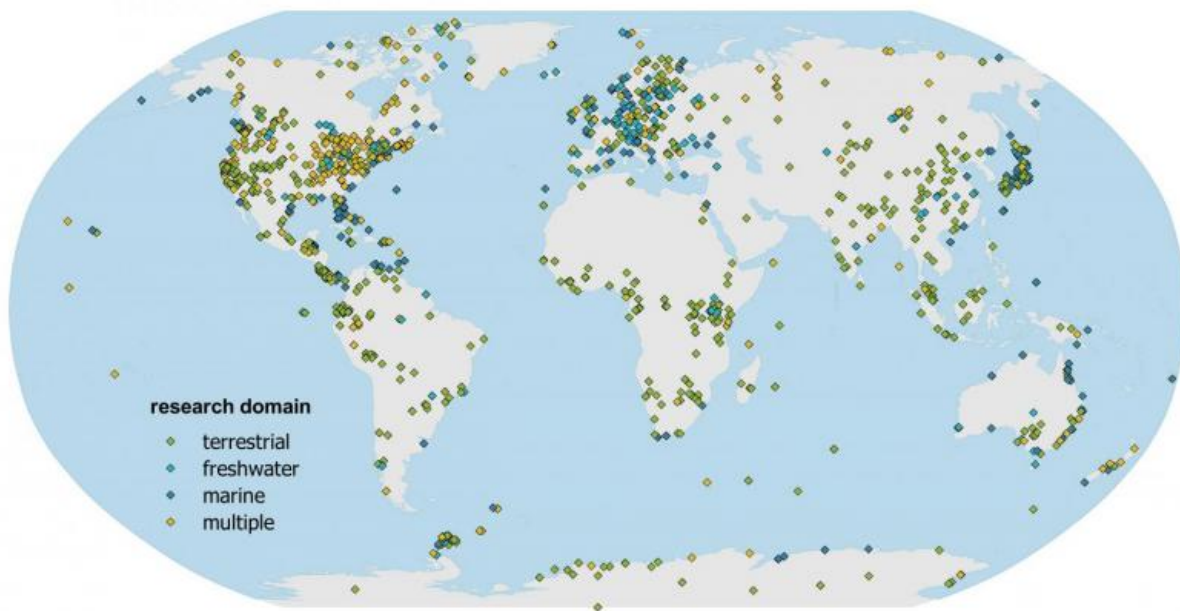 research domain
terrestrial
freshwater
marine
multiple